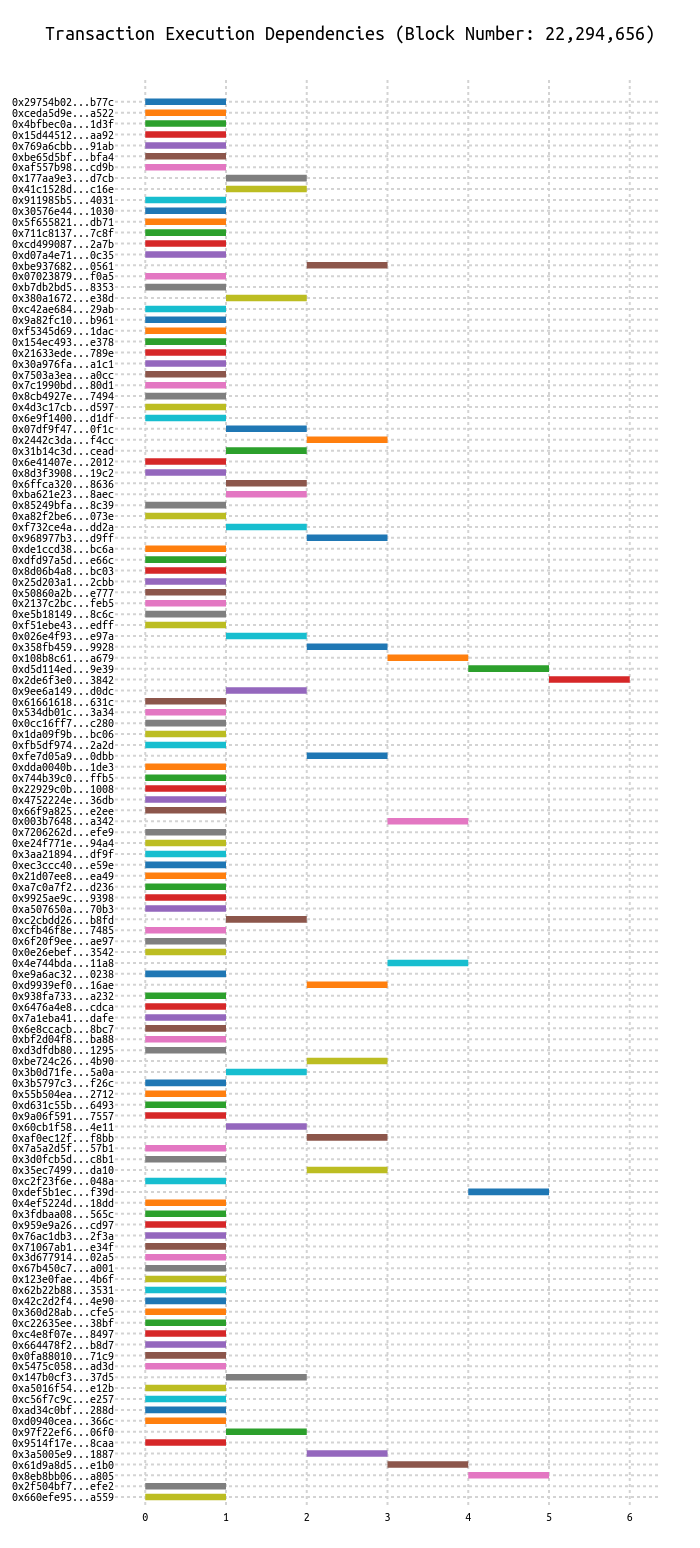 Transaction Execution Dependencies (Block Number: 22,294,656)
0x29754b02...b77c
0xceda5d9e...a522
0x4bfbec0a...1d3f
0x15d44512...aa92
0x769a6cbb...91ab
0xbe65d5bf...bfa4
0xaf557b98...cd9b
0x177aa9e3...d7cb
0x41c1528d...c16e
0x911985b5...4031
0x30576e44...1030
0x5f655821...db71
0x711c8137...7c8f
0xcd499087...2a7b
0xd07a4e71...0c35
0xbe937682...0561
0x07023879...f0a5
0xb7db2bd5...8353
0x380a1672...e38d
0xc42ae684...29ab
0x9a82fc10...b961
0xf5345d69...1dac
0x154ec493...e378
0x21633ede...789e
0x30a976fa...a1c1
0x7503a3ea...a0cc
0x7c1990bd...80d1
0x8cb4927e...7494
0x4d3c17cb...d597
0x6e9f1400...d1df
0x07df9f47...0f1c
0x2442c3da...f4cc
0x31b14c3d...cead
0x6e41407e...2012
0x8d3f3908...19c2
0x6ffca320...8636
0xba621e23...8aec
0x85249bfa...8c39
0xa82f2be6...073e
0xf732ce4a...dd2a
0x968977b3...d9ff
0xde1ccd38...bc6a
0xdfd97a5d...e66c
0x8d06b4a8...bc03
0x25d203a1...2cbb
0x50860a2b...e777
0x2137c2bc...feb5
0xe5b18149...8c6c
0xf51ebe43...edff
0x026e4f93...e97a
0x358fb459...9928
0x108b8c61...a679
0xd5d114ed...9e39
0x2de6f3e0...3842
0x9ee6a149...d0dc
0x61661618...631c
0x534db01c...3a34
0x0cc16ff7...c280
0x1da09f9b...bc06
0xfb5df974...2a2d
0xfe7d05a9...0dbb
0xdda0040b...1de3
0x744b39c0...ffb5
0x22929c0b...1008
0x4752224e...36db
0x66f9a825...e2ee
0x003b7648...a342
0x7206262d...efe9
0xe24f771e...94a4
0x3aa21894...df9f
0xec3ccc40...e59e
0x21d07ee8...ea49
0xa7c0a7f2...d236
0x9925ae9c...9398
0xa507650a...70b3
0xc2cbdd26...b8fd
0xcfb46f8e...7485
0x6f20f9ee...ae97
0x0e26ebef...3542
0x4e744bda...11a8
0xe9a6ac32...0238
0xd9939ef0...16ae
0x938fa733...a232
0x6476a4e8...cdca
0x7a1eba41...dafe
0x6e8ccacb...8bc7
0xbf2d04f8...ba88
0xd3dfdb80...1295
0xbe724c26...4b90
0x3b0d71fe...5a0a
0x3b5797c3...f26c
0x55b504ea...2712
0xd631c55b...6493
0x9a06f591...7557
0x60cb1f58...4e11
0xaf0ec12f...f8bb
0x7a5a2d5f...57b1
0x3d0fcb5d...c8b1
0x35ec7499...da10
0xc2f23f6e...048a
0xdef5b1ec...f39d
0x4ef5224d...18dd
0x3fdbaa08...565c
0x959e9a26...cd97
0x76ac1db3...2f3a
0x71067ab1...e34f
0x3d677914...02a5
0x67b450c7...a001
0x123e0fae...4b6f
0x62b22b88...3531
0x42c2d2f4...4e90
0x360d28ab...cfe5
0xc22635ee...38bf
0xc4e8f07e...8497
0x664478f2...b8d7
0x0fa88010...71c9
0x5475c058...ad3d
0x147b0cf3...37d5
0xa5016f54...e12b
0xc56f7c9c...e257
0xad34c0bf...288d
0xd0940cea...366c
0x97f22ef6...06f0
0x9514f17e...8caa
0x3a5005e9...1887
0x61d9a8d5...e1b0
0x8eb8bb06...a805
0x2f504bf7...efe2
0x660efe95...a559
0 1 2 3 4 5 6